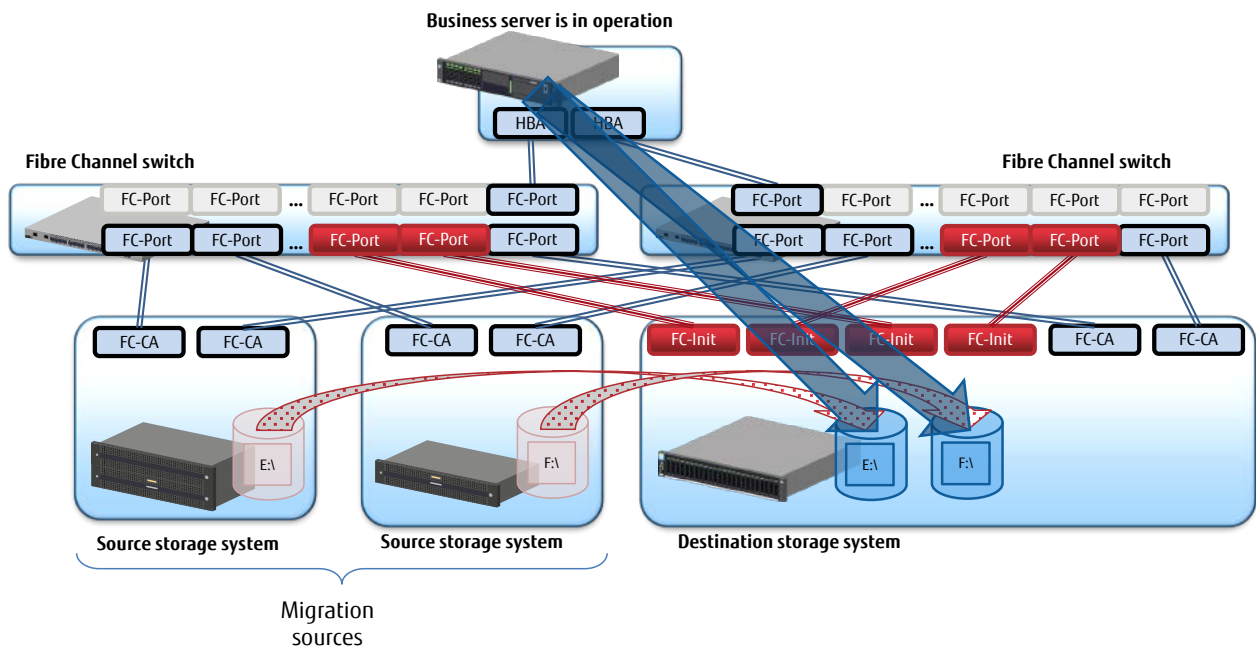 Business server is in operation
HBA HBA
Fibre Channel switch
Fibre Channel switch
FC-Port FC-Port ... FC-Port FC-Port FC-Port
FC-Port FC-Port ... FC-Port FC-Port FC-Port
FC-Port FC-Port ... FC-Port FC-Port FC-Port
FC-Port FC-Port ... FC-Port FC-Port FC-Port
FC-CA FC-CA
FC-CA FC-CA
FC-Init FC-Init FC-Init FC-Init FC-CA FC-CA
E:\
F:\
E:\
F:\
Source storage system
Source storage system
Destination storage system
Migration
sources